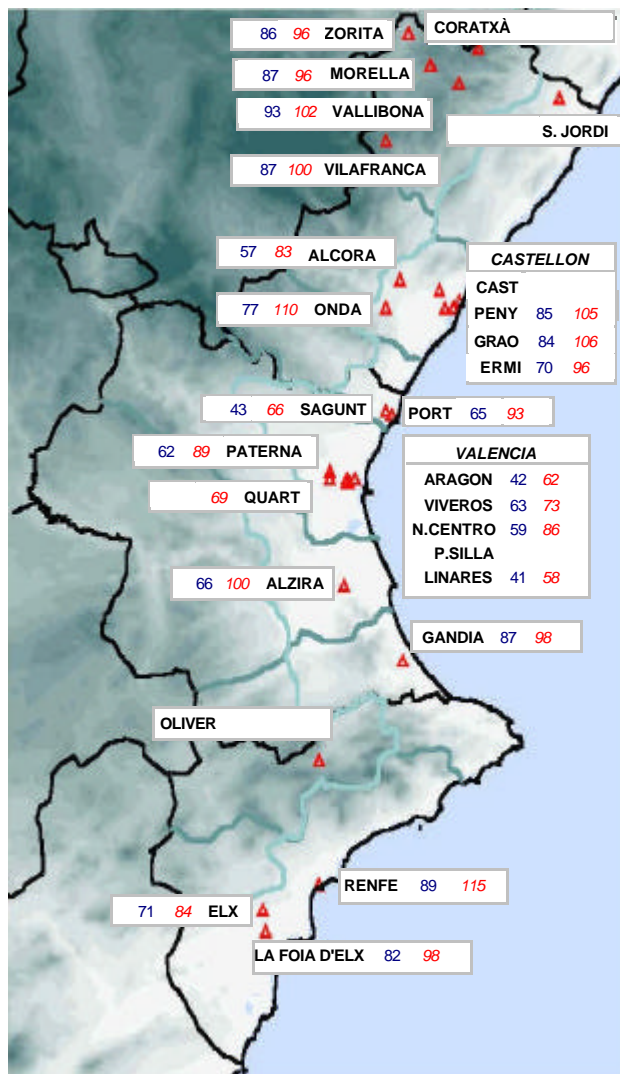 86 96 ZORITA
CORATXÀ
87 96 MORELLA
93 102 VALLIBONA
S. JORDI
87 100 VILAFRANCA
57 83 ALCORA
CASTELLON
CAST
77 110 ONDA
PENY 85 105
GRAO 84 106
ERMI 70 96
43 66 SAGUNT
PORT 65 93
62 89 PATERNA
69 QUART
VALENCIA
ARAGON 42 62
VIVEROS 63 73
N.CENTRO 59 86
P.SILLA
LINARES 41 58
66 100 ALZIRA
GANDIA 87 98
OLIVER
RENFE 89 115
71 84 ELX
LA FOIA D'ELX 82 98